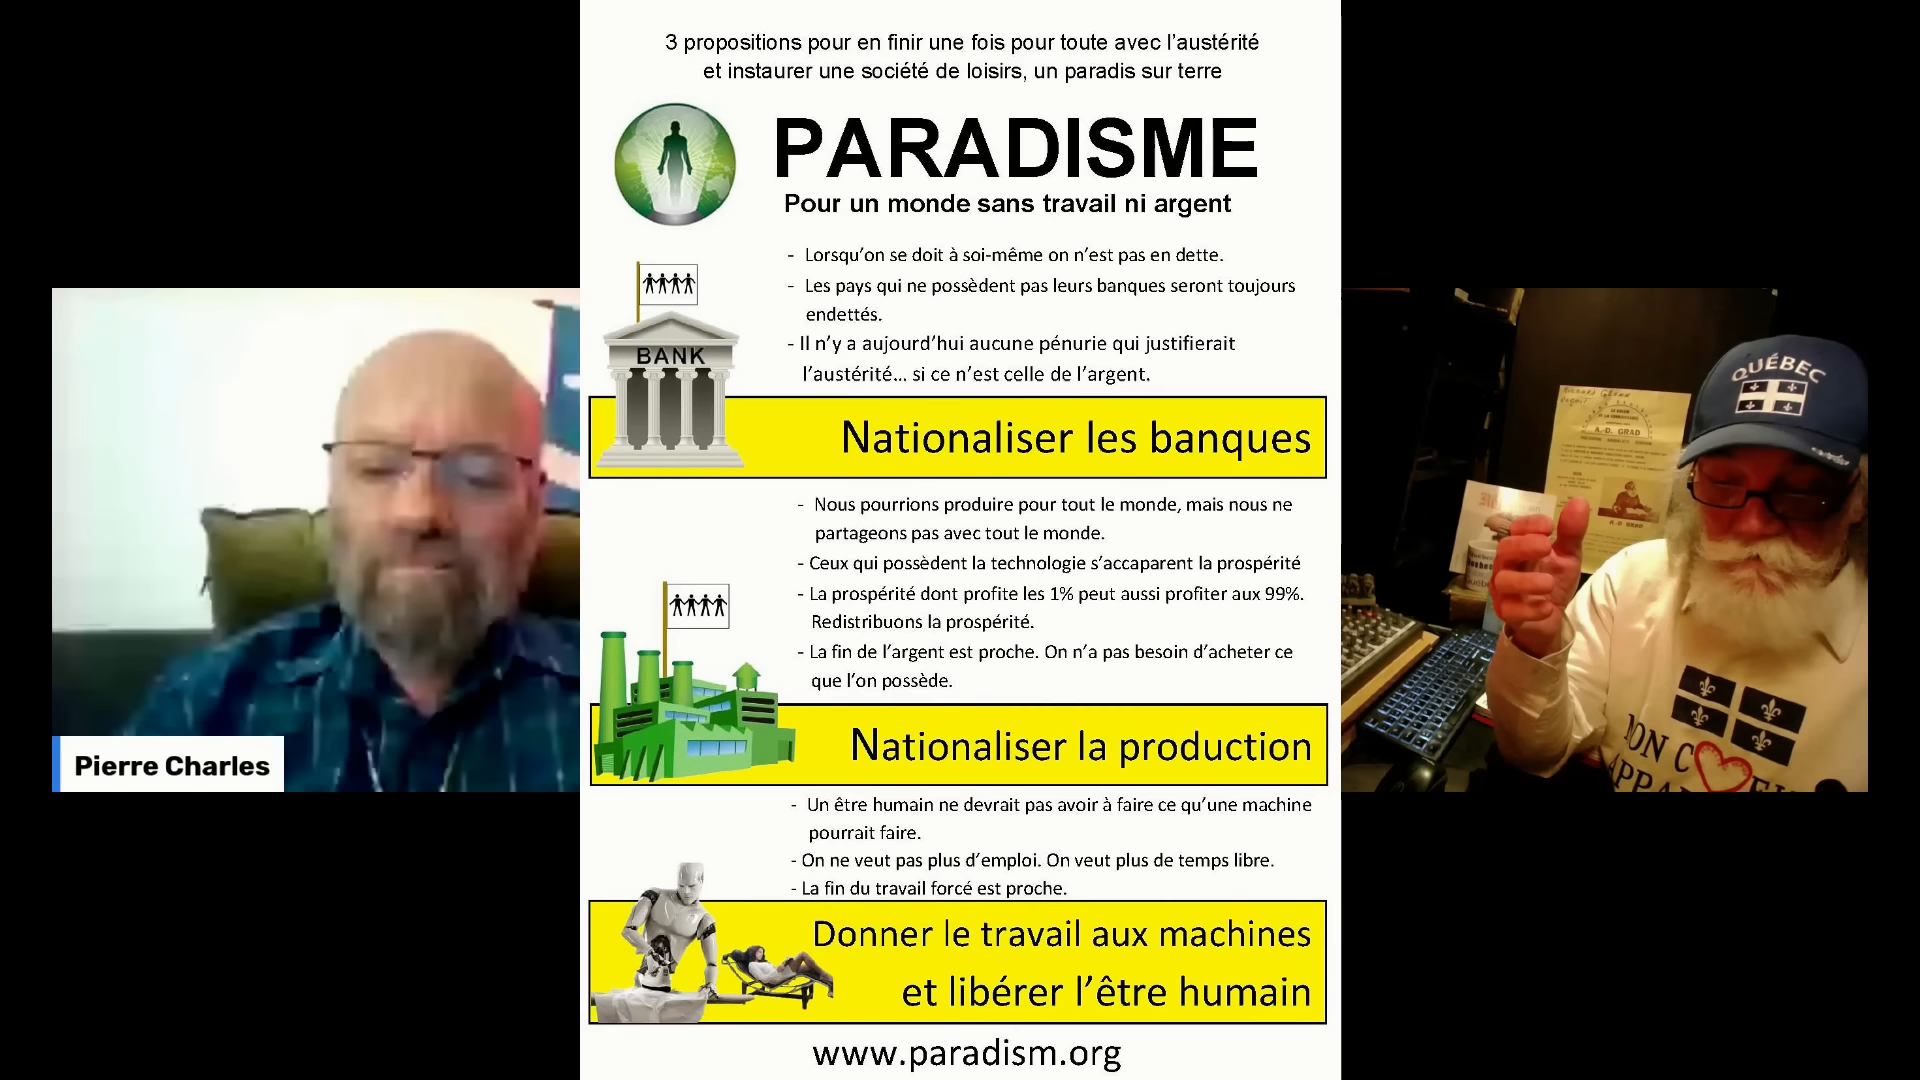 3 propositions pour en finir une fois pour toute avec l'austérité
et instaurer une société de loisirs, un paradis sur terre
PARADISME
Pour un monde sans travail ni argent
- Lorsqu'on se doit à soi-même on n'est pas en dette.
- Les pays qui ne possèdent pas leurs banques seront toujours
endettés.
- Il n'y a aujourd'hui aucune pénurie qui justifierait
l'austérité... si ce n'est celle de l'argent.
BANK
Nationaliser les banques
- Nous pourrions produire pour tout le monde, mais nous ne
partageons pas avec tout le monde.
- Ceux qui possèdent la technologie s'accaparent la prospérité
- La prospérité dont profite les 1% peut aussi profiter aux 99%.
Redistribuons la prospérité.
- La fin de l'argent est proche. On n'a pas besoin d'acheter ce
que l'on possède.
Nationaliser la production
- Un être humain ne devrait pas avoir à faire ce qu'une machine
pourrait faire.
- On ne veut pas plus d'emploi. On veut plus de temps libre.
- La fin du travail forcé est proche.
Donner le travail aux machines
et libérer l'être humain
www.paradism.org
Pierre Charles
QUÉBEC
A.-D. GRAD
A.-D GRAD
MON C
APPA